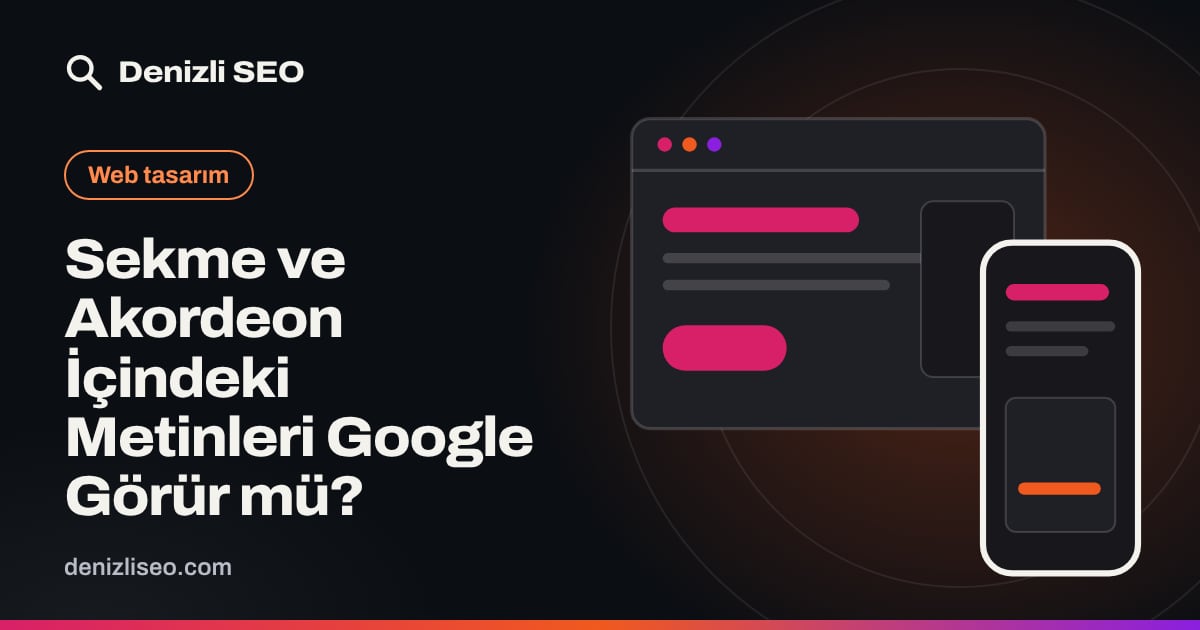 Denizli SEO
Web tasarım
Sekme ve
Akordeon
İçindeki
Metinleri Google
Görür mü?
denizliseo.com